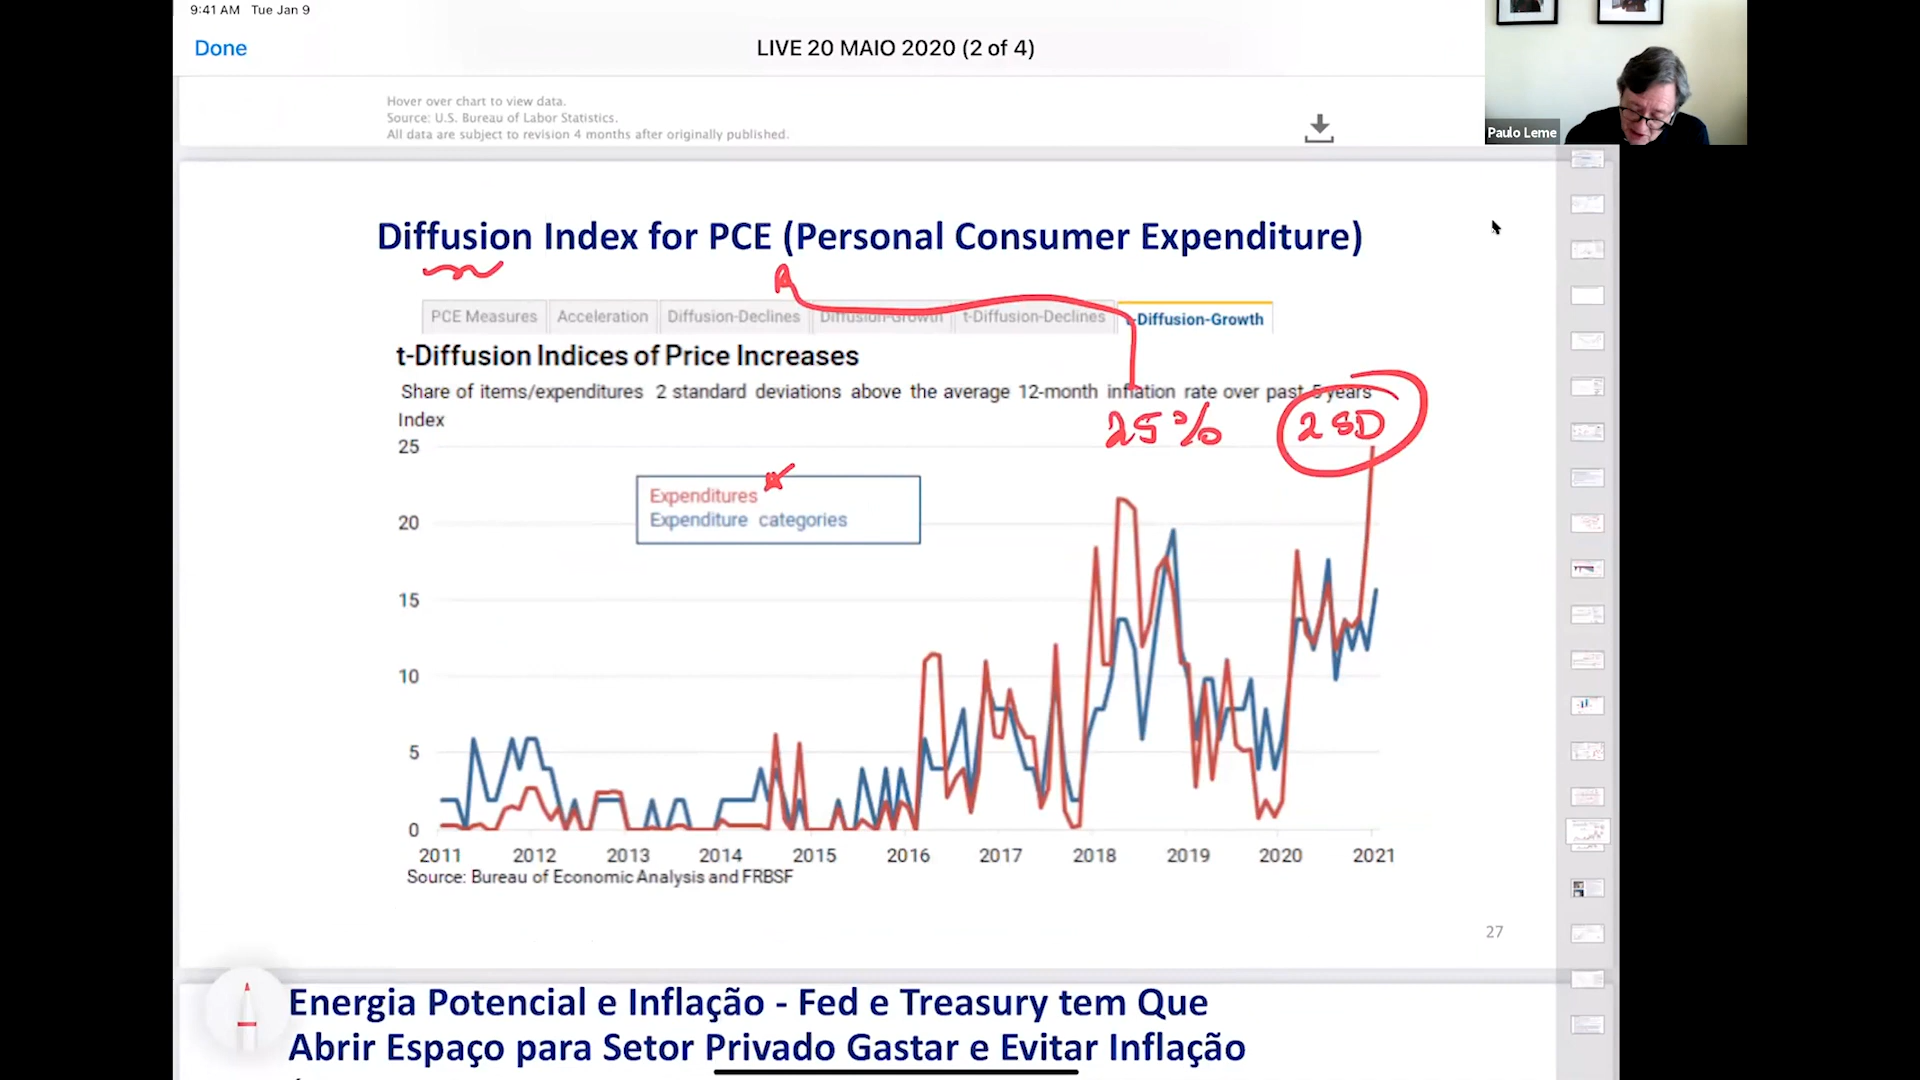 9:41 AM Tue Jan 9
Done
LIVE 20 MAIO 2020 (2 of 4)
Paulo Leme
Hover over chart to view data.
Source: U.S. Bureau of Labor Statistics.
All data are subject to revision 4 months after originally published.
Diffusion Index for PCE (Personal Consumer Expenditure)
PCE Measures Acceleration Diffusion-Declines Diffusion-Growth t-Diffusion-Declines t-Diffusion-Growth
t-Diffusion Indices of Price Increases
Share of items/expenditures 2 standard deviations above the average 12-month inflation rate over past 5 years
Index
25% 2 SD
25
Expenditures
Expenditure categories
20
15
10
5
0
2011 2012 2013 2014 2015 2016 2017 2018 2019 2020 2021
Source: Bureau of Economic Analysis and FRBSF
27
Energia Potencial e Inflação - Fed e Treasury tem Que
Abrir Espaço para Setor Privado Gastar e Evitar Inflação